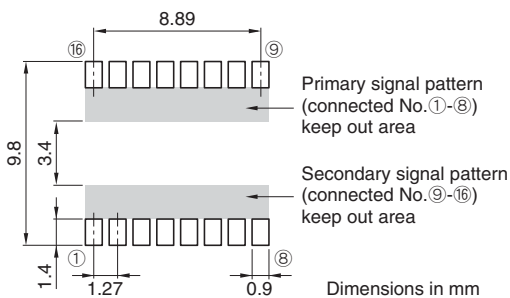 8.89
⑯
⑨
Primary signal pattern
(connected No.①-⑧)
keep out area
9.8
3.4
Secondary signal pattern
(connected No.⑨-⑯)
keep out area
①
⑧
1.4
1.27
0.9
Dimensions in mm